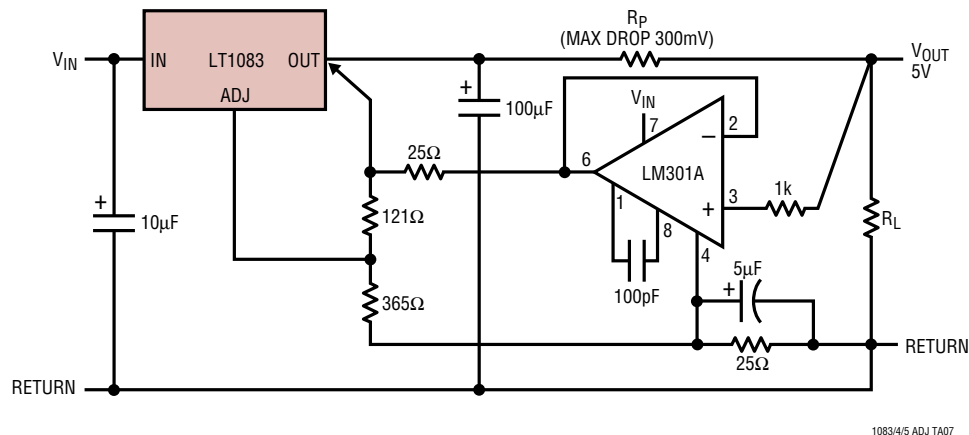 R_P
(MAX DROP 300mV)
V_IN
IN
LT1083
OUT
ADJ
V_OUT
5V
+
100µF
V_IN
7
2
–
25Ω
6
LM301A
+
10µF
121Ω
1
8
+
3
1k
R_L
4
5µF
+
100pF
365Ω
25Ω
RETURN
RETURN
1083/4/5 ADJ TA07